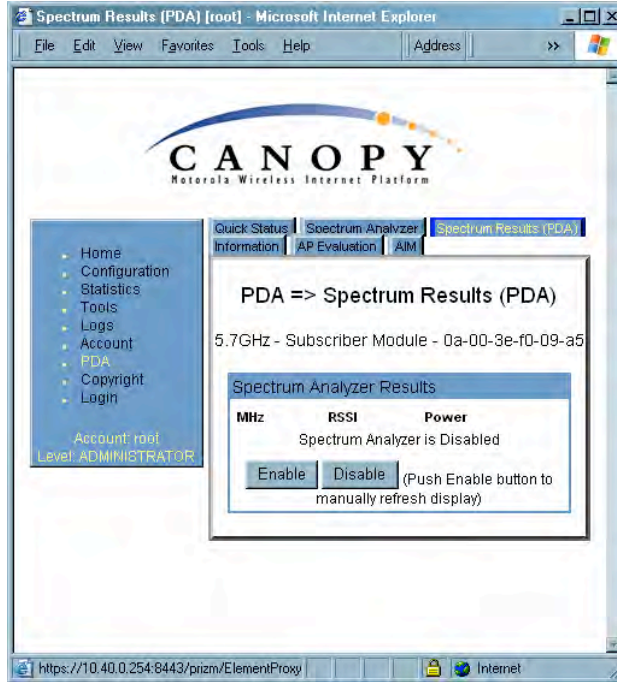 Spectrum Results (PDA) [root] - Microsoft Internet Explorer
File Edit View Favorites Tools Help Address »
CANOPY
Motorola Wireless Internet Platform
Quick Status Spectrum Analyzer Spectrum Results (PDA)
Information AP Evaluation AIM
Home
Configuration
Statistics
Tools
Logs
Account
PDA
Copyright
Login
Account: root
Level: ADMINISTRATOR
PDA => Spectrum Results (PDA)
5.7GHz - Subscriber Module - 0a-00-3e-f0-09-a5
Spectrum Analyzer Results
MHz RSSI Power
Spectrum Analyzer is Disabled
Enable Disable (Push Enable button to
manually refresh display)
https://10.40.0.254:8443/prizm/ElementProxy Internet